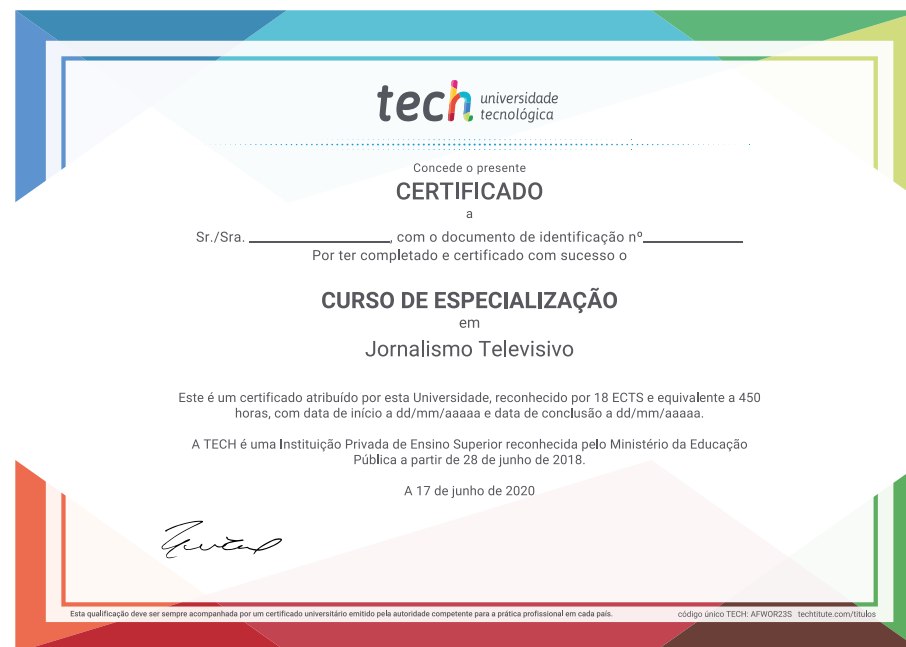 tech universidade
tecnológica
Concede o presente
CERTIFICADO
a
Sr./Sra. ____________, com o documento de identificação nº____________
Por ter completado e certificado com sucesso o
CURSO DE ESPECIALIZAÇÃO
em
Jornalismo Televisivo
Este é um certificado atribuído por esta Universidade, reconhecido por 18 ECTS e equivalente a 450
horas, com data de início a dd/mm/aaaaa e data de conclusão a dd/mm/aaaaa.
A TECH é uma Instituição Privada de Ensino Superior reconhecida pelo Ministério da Educação
Pública a partir de 28 de junho de 2018.
A 17 de junho de 2020
Esta qualificação deve ser sempre acompanhada por um certificado universitário emitido pela autoridade competente para a prática profissional em cada país.
código único TECH: AFWOR23S techtitute.com/titulos